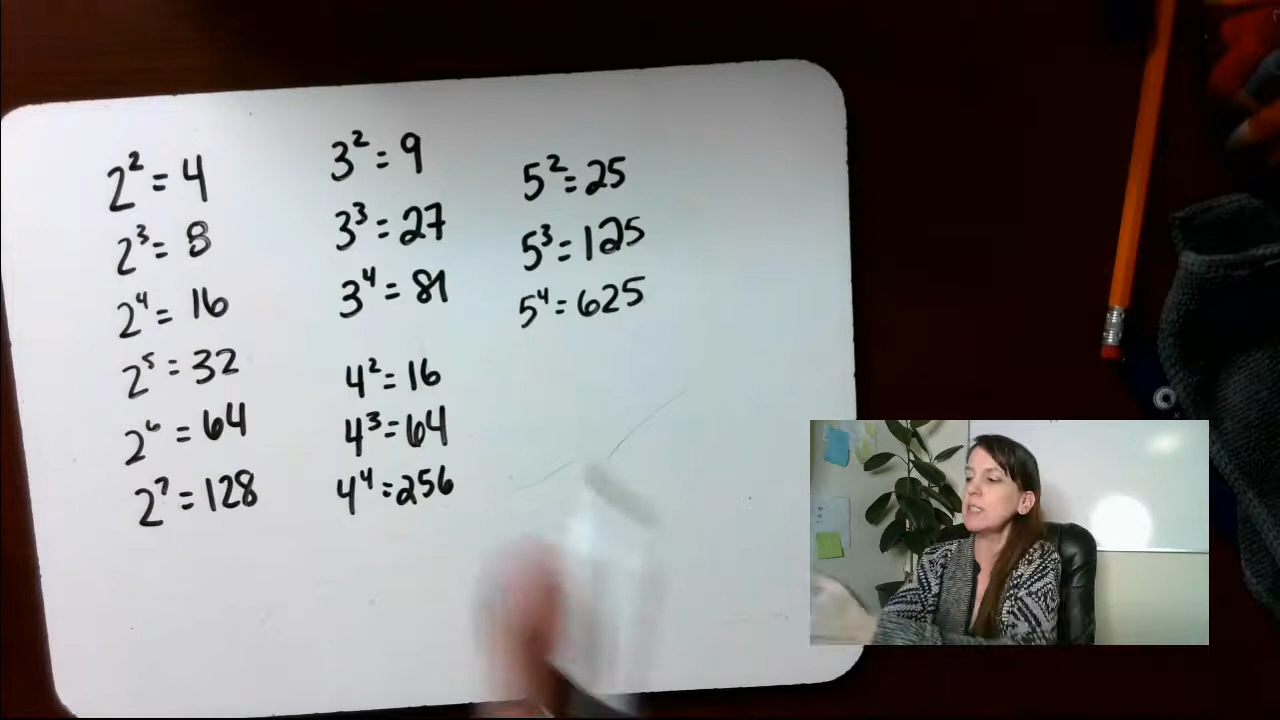 2² = 4
2³ = 8
2⁴ = 16
2⁵ = 32
2⁶ = 64
2⁷ = 128
3² = 9
3³ = 27
3⁴ = 81
4² = 16
4³ = 64
4⁴ = 256
5² = 25
5³ = 125
5⁴ = 625